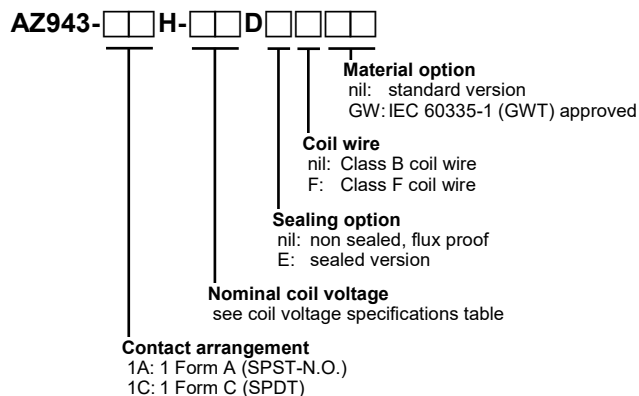 AZ943-□□H-□□D□□□□
Material option
nil: standard version
GW: IEC 60335-1 (GWT) approved
Coil wire
nil: Class B coil wire
F: Class F coil wire
Sealing option
nil: non sealed, flux proof
E: sealed version
Nominal coil voltage
see coil voltage specifications table
Contact arrangement
1A: 1 Form A (SPST-N.O.)
1C: 1 Form C (SPDT)